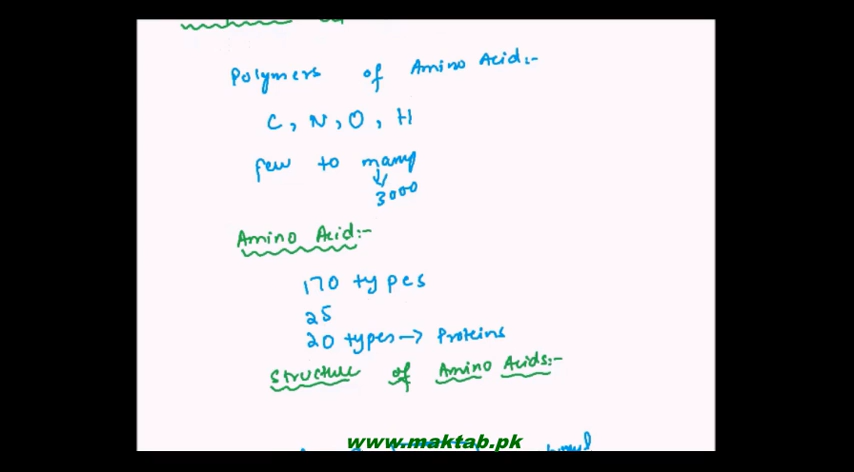 Polymers of Amino Acid:-
C, N, O, H
few to many
3000
Amino Acid:-
170 types
25
20 types → Proteins
Structure of Amino Acids:-
www.maktab.pk